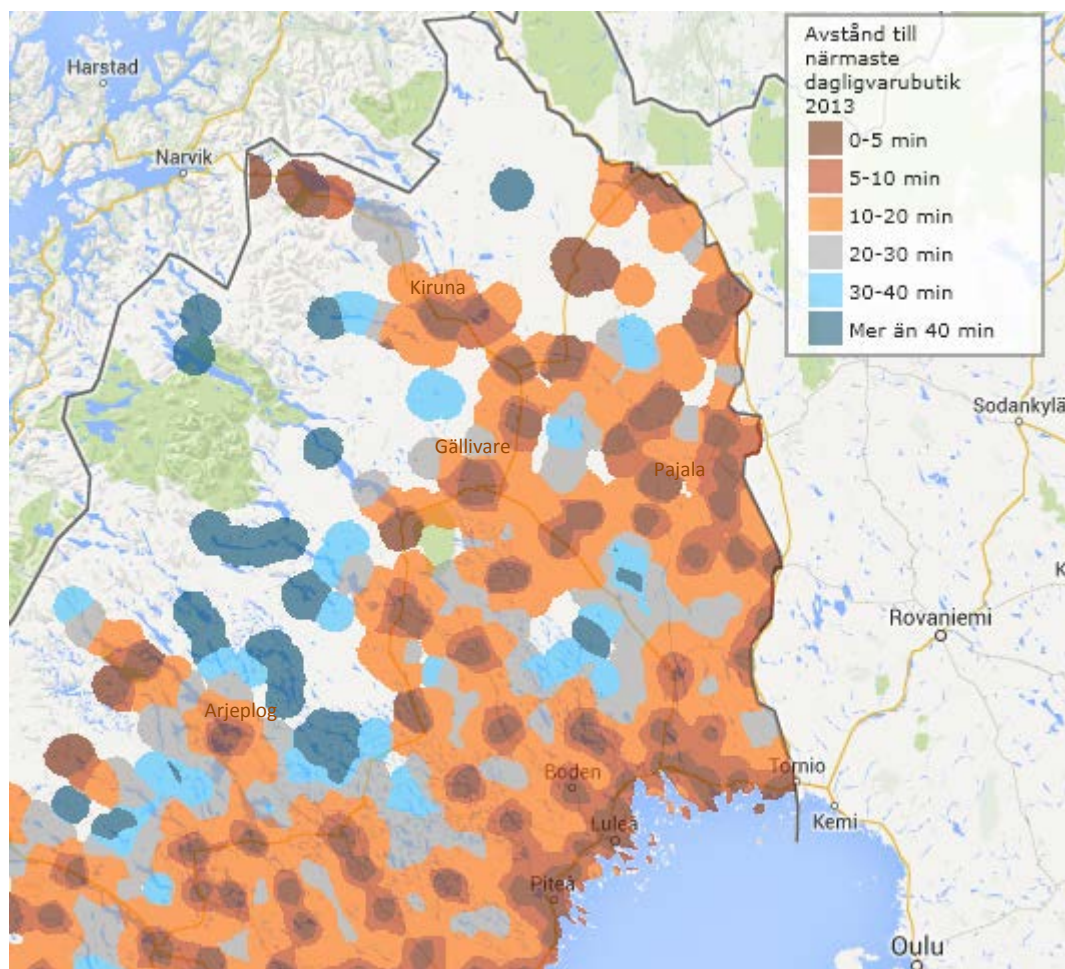 Avstånd till
närmaste
dagligvarubutik
2013
0-5 min
5-10 min
10-20 min
20-30 min
30-40 min
Mer än 40 min
Harstad
Narvik
Kiruna
Sodankylä
Gällivare
Pajala
K
Rovaniemi
Arjeplog
Boden
Tornio
Kemi
Luleå
Piteå
Oulu